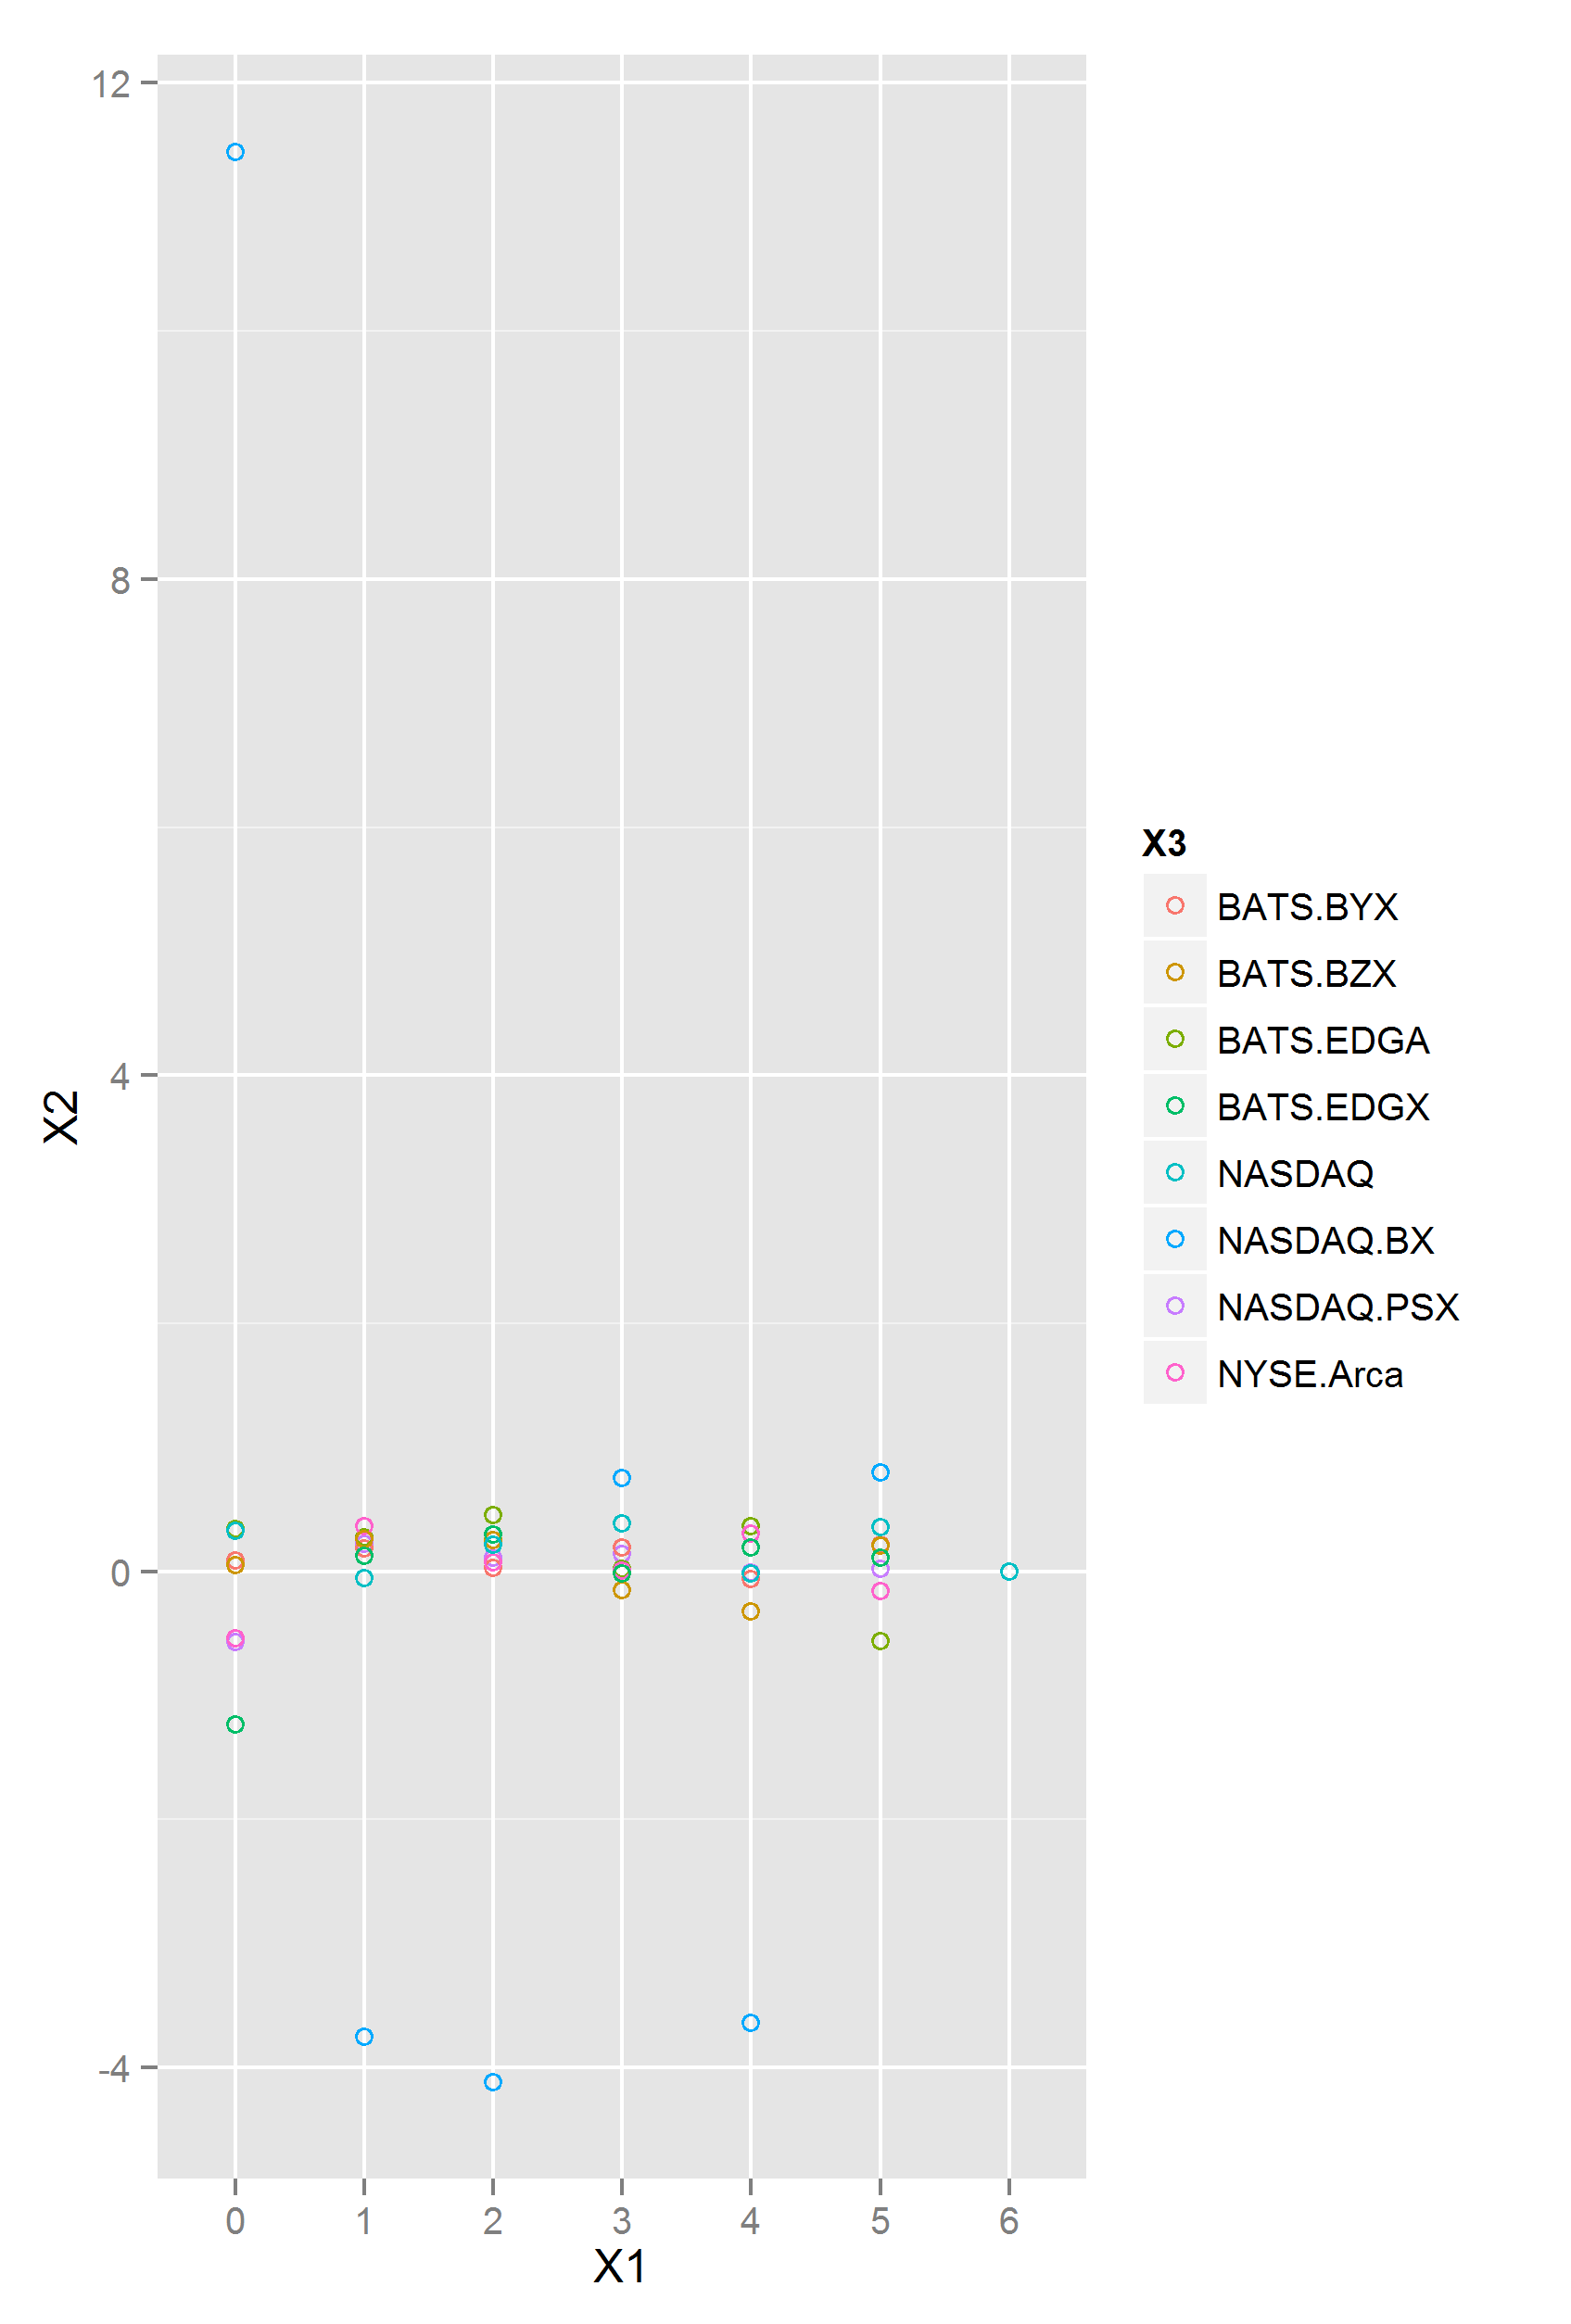 12
8
4
0
-4
X2
0 1 2 3 4 5 6
X1
X3
BATS.BYX
BATS.BZX
BATS.EDGA
BATS.EDGX
NASDAQ
NASDAQ.BX
NASDAQ.PSX
NYSE.Arca